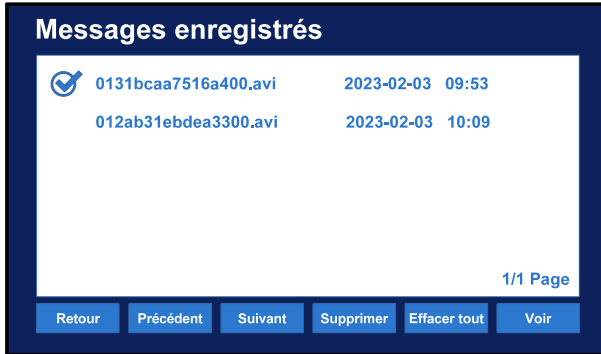 Messages enregistrés
0131bcaa7516a400.avi 2023-02-03 09:53
012ab31ebdea3300.avi 2023-02-03 10:09
1/1 Page
Retour Précédent Suivant Supprimer Effacer tout Voir